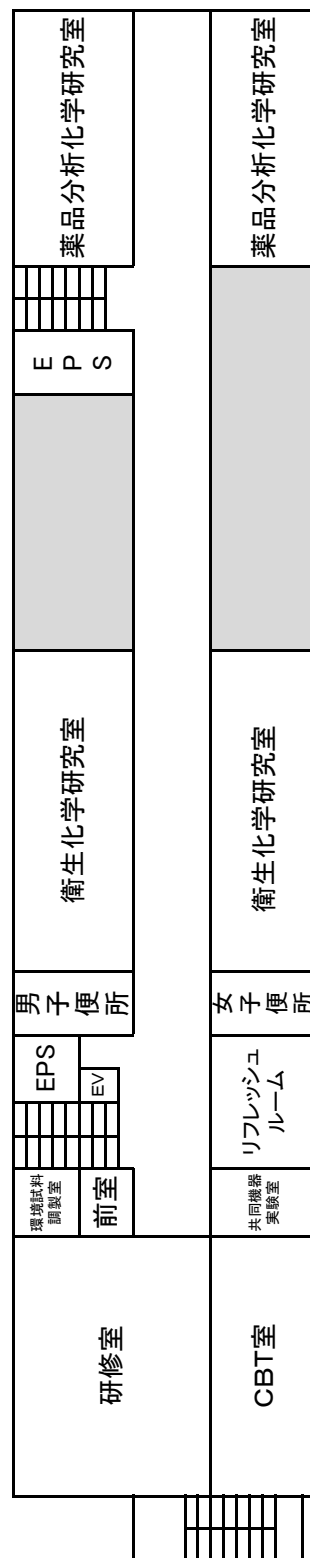 薬品分析化学研究室
薬品分析化学研究室
EPS
衛生化学研究室
衛生化学研究室
男子便所
女子便所
EPS
EV
リフレッシュ
ルーム
環境試料
調製室
前室
共同機器
実験室
研修室
CBT室